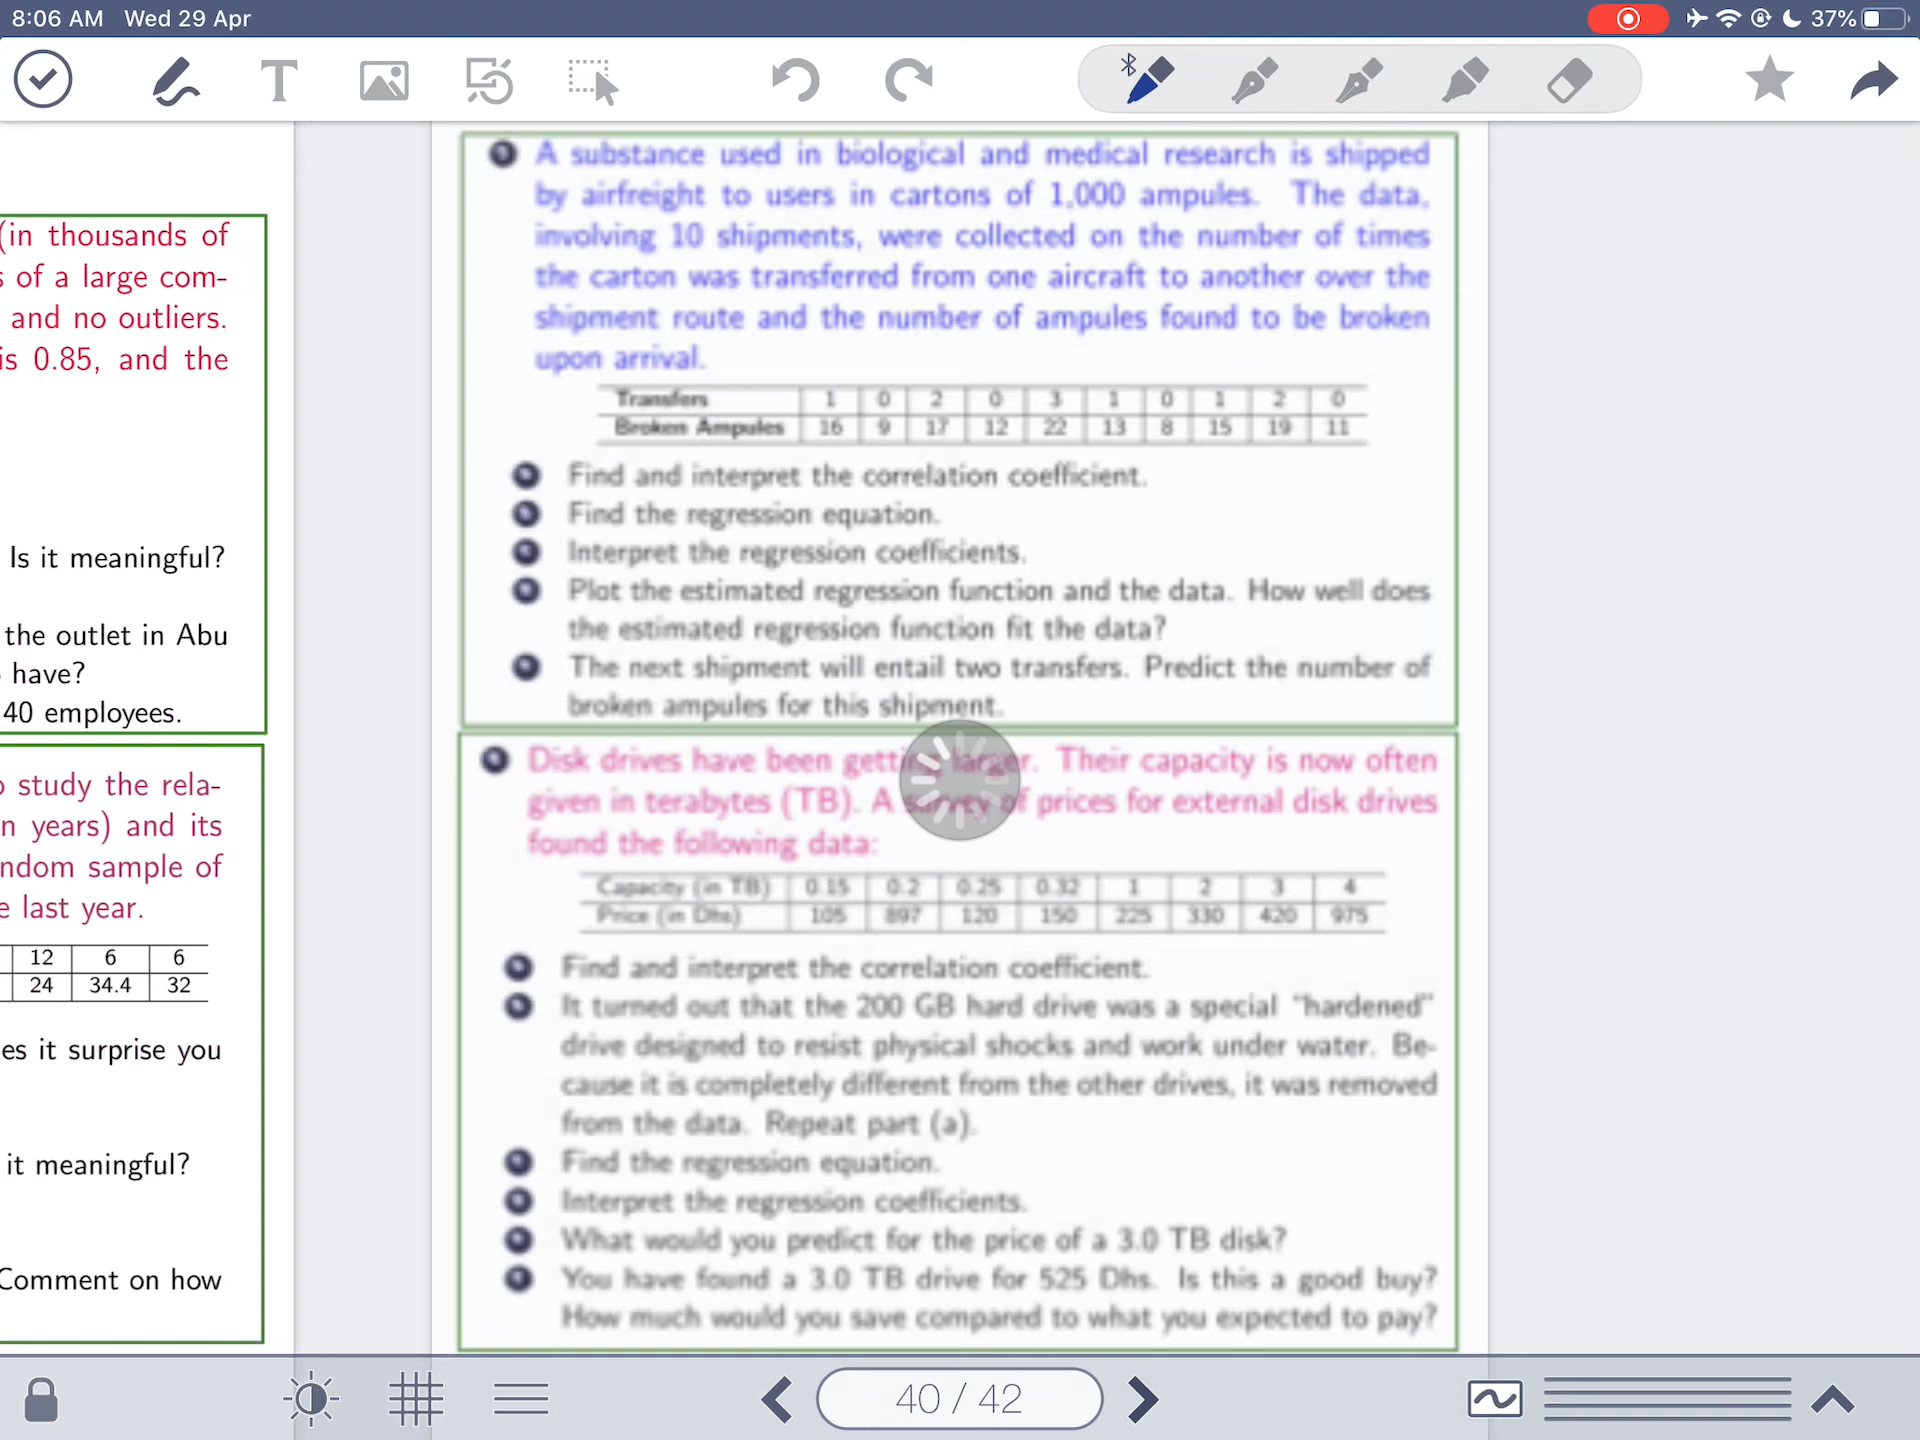 8:06 AM Wed 29 Apr
37%
T
(in thousands of
s of a large com-
and no outliers.
is 0.85, and the
Is it meaningful?
the outlet in Abu
have?
40 employees.
study the rela-
n years) and its
ndom sample of
e last year.
12 6 6
24 34.4 32
es it surprise you
it meaningful?
Comment on how
A substance used in biological and medical research is shipped
by airfreight to users in cartons of 1,000 ampules. The data,
involving 10 shipments, were collected on the number of times
the carton was transferred from one aircraft to another over the
shipment route and the number of ampules found to be broken
upon arrival.
Transfers 1 0 2 0 3 1 0 1 2 0
Broken Ampules 16 9 17 12 22 13 8 15 19 11
Find and interpret the correlation coefficient.
Find the regression equation.
Interpret the regression coefficients.
Plot the estimated regression function and the data. How well does
the estimated regression function fit the data?
The next shipment will entail two transfers. Predict the number of
broken ampules for this shipment.
Disk drives have been getting larger. Their capacity is now often
given in terabytes (TB). A survey of prices for external disk drives
found the following data:
Capacity (in TB) 0.15 0.2 0.25 0.32 1 2 3 4
Price (in Dhs) 105 897 120 150 225 330 420 975
Find and interpret the correlation coefficient.
It turned out that the 200 GB hard drive was a special "hardened"
drive designed to resist physical shocks and work under water. Be-
cause it is completely different from the other drives, it was removed
from the data. Repeat part (a).
Find the regression equation.
Interpret the regression coefficients.
What would you predict for the price of a 3.0 TB disk?
You have found a 3.0 TB drive for 525 Dhs. Is this a good buy?
How much would you save compared to what you expected to pay?
40 / 42